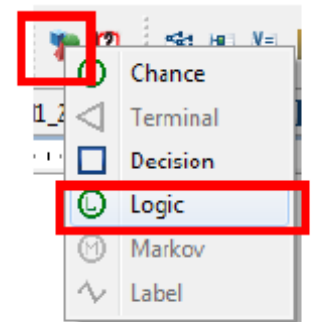 V=
Chance
Terminal
Decision
L Logic
M Markov
Label